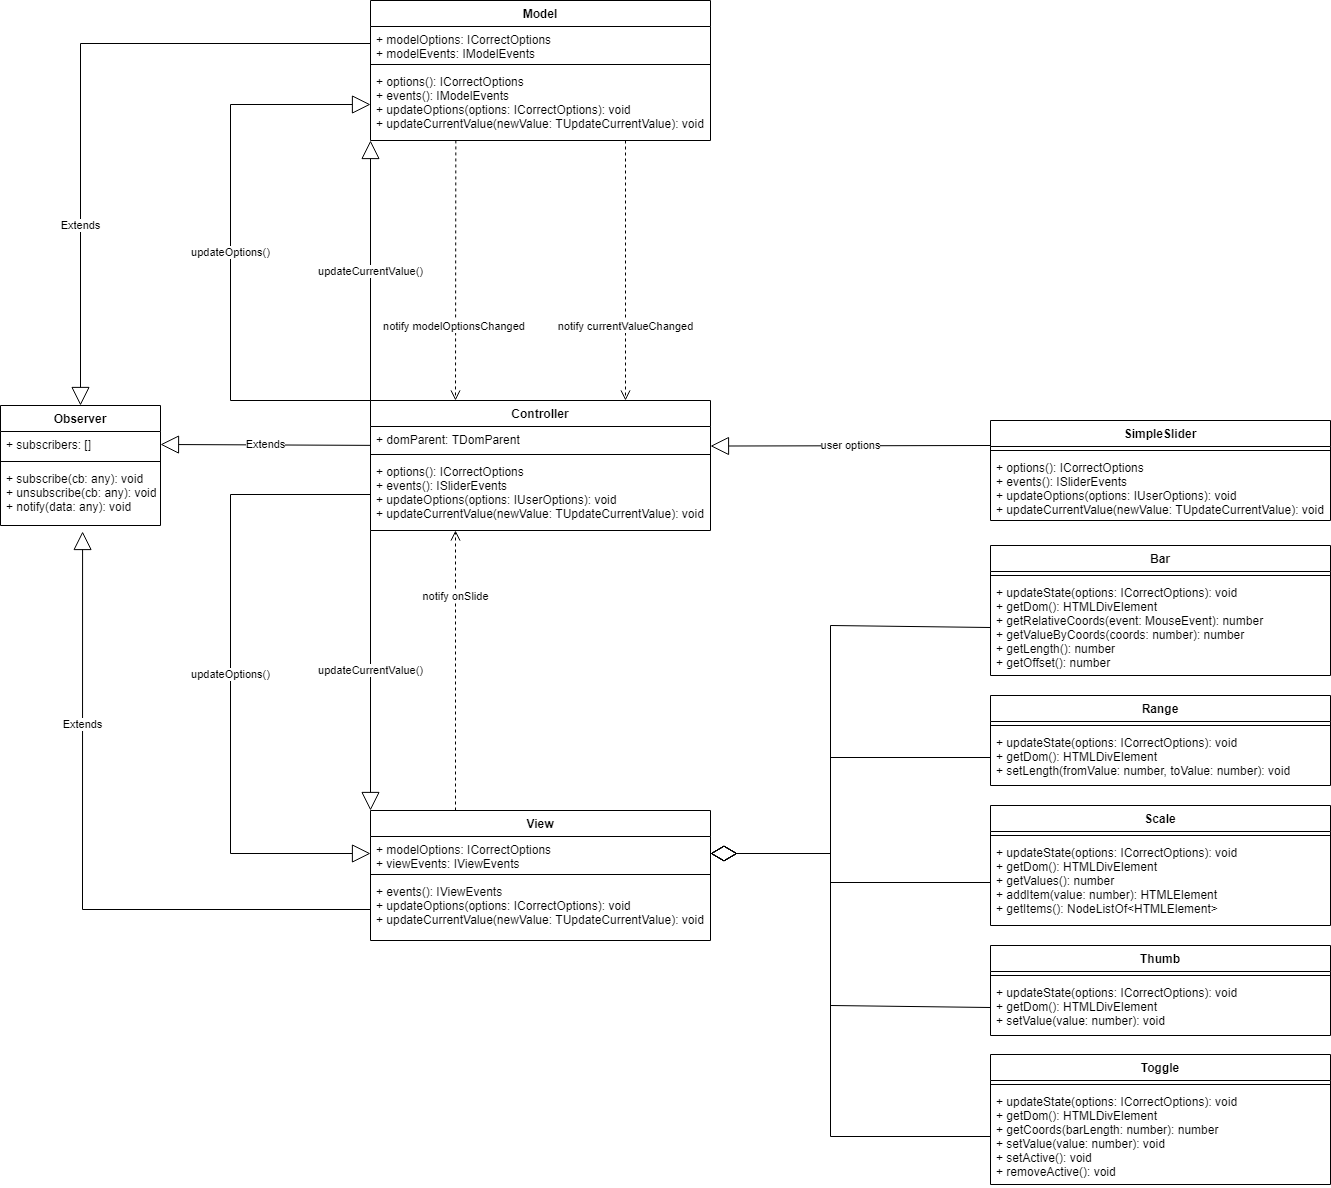 Model
+ modelOptions: ICorrectOptions
+ modelEvents: IModelEvents
+ options(): ICorrectOptions
+ events(): IModelEvents
+ updateOptions(options: ICorrectOptions): void
+ updateCurrentValue(newValue: TUpdateCurrentValue): void
Extends
updateOptions()
updateCurrentValue()
notify modelOptionsChanged
notify currentValueChanged
Observer
+ subscribers: []
+ subscribe(cb: any): void
+ unsubscribe(cb: any): void
+ notify(data: any): void
Extends
Controller
+ domParent: TDomParent
+ options(): ICorrectOptions
+ events(): ISliderEvents
+ updateOptions(options: IUserOptions): void
+ updateCurrentValue(newValue: TUpdateCurrentValue): void
user options
SimpleSlider
+ options(): ICorrectOptions
+ events(): ISliderEvents
+ updateOptions(options: IUserOptions): void
+ updateCurrentValue(newValue: TUpdateCurrentValue): void
notify onSlide
updateOptions()
updateCurrentValue()
Extends
Bar
+ updateState(options: ICorrectOptions): void
+ getDom(): HTMLDivElement
+ getRelativeCoords(event: MouseEvent): number
+ getValueByCoords(coords: number): number
+ getLength(): number
+ getOffset(): number
Range
+ updateState(options: ICorrectOptions): void
+ getDom(): HTMLDivElement
+ setLength(fromValue: number, toValue: number): void
View
+ modelOptions: ICorrectOptions
+ viewEvents: IViewEvents
+ events(): IViewEvents
+ updateOptions(options: ICorrectOptions): void
+ updateCurrentValue(newValue: TUpdateCurrentValue): void
Scale
+ updateState(options: ICorrectOptions): void
+ getDom(): HTMLDivElement
+ getValues(): number
+ addItem(value: number): HTMLElement
+ getItems(): NodeListOf<HTMLElement>
Thumb
+ updateState(options: ICorrectOptions): void
+ getDom(): HTMLDivElement
+ setValue(value: number): void
Toggle
+ updateState(options: ICorrectOptions): void
+ getDom(): HTMLDivElement
+ getCoords(barLength: number): number
+ setValue(value: number): void
+ setActive(): void
+ removeActive(): void